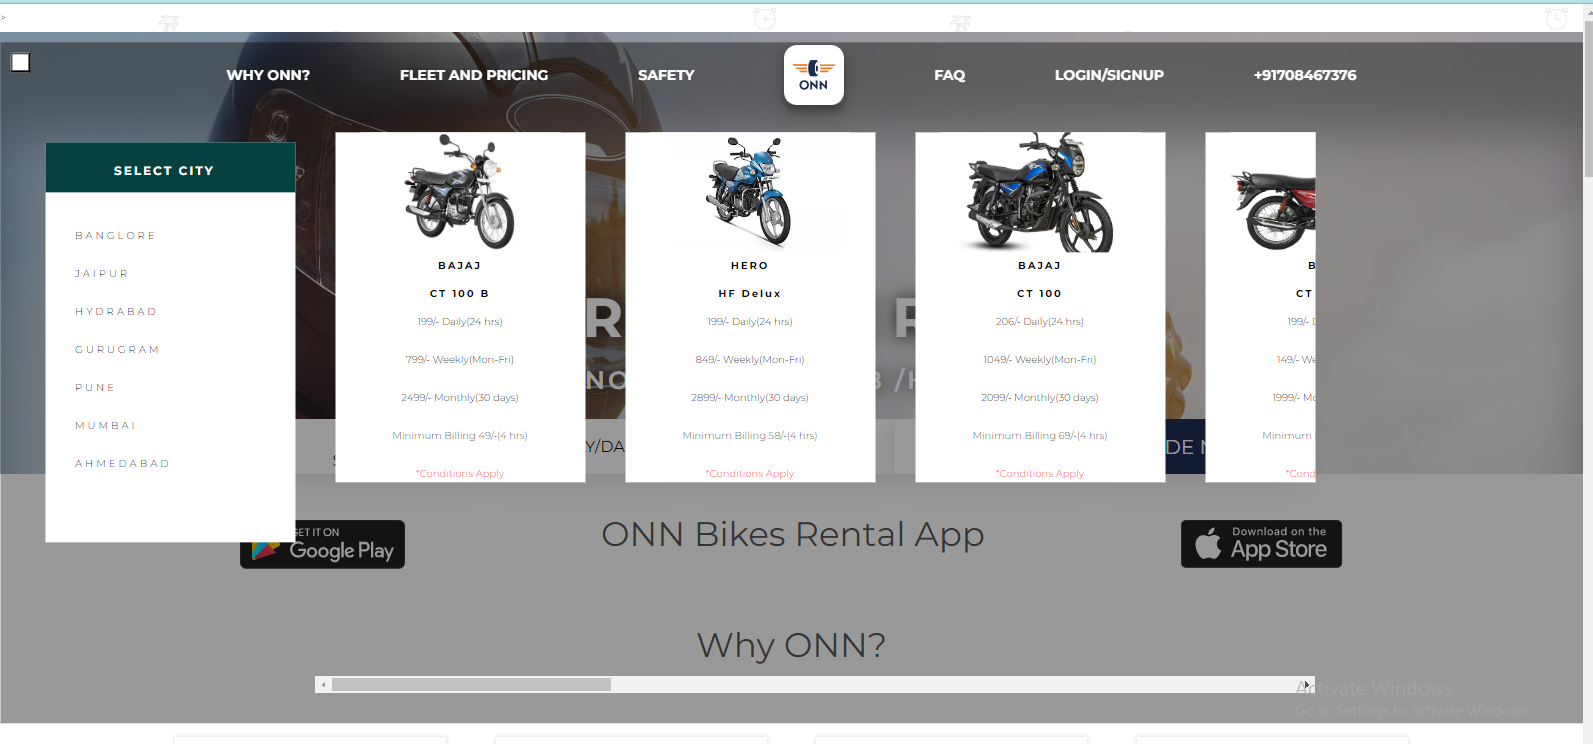 >
WHY ONN?
FLEET AND PRICING
SAFETY
ONN
FAQ
LOGIN/SIGNUP
+91708467376
SELECT CITY
BANGLORE
JAIPUR
HYDRABAD
GURUGRAM
PUNE
MUMBAI
AHMEDABAD
BAJAJ
CT 100 B
199/- Daily(24 hrs)
799/- Weekly(Mon-Fri)
2499/- Monthly(30 days)
Minimum Billing 49/-(4 hrs)
*Conditions Apply
HERO
HF Delux
199/- Daily(24 hrs)
849/- Weekly(Mon-Fri)
2899/- Monthly(30 days)
Minimum Billing 58/-(4 hrs)
*Conditions Apply
BAJAJ
CT 100
206/- Daily(24 hrs)
1049/- Weekly(Mon-Fri)
2099/- Monthly(30 days)
Minimum Billing 69/-(4 hrs)
*Conditions Apply
B
CT
199/-
149/- We
1999/- Mo
Minimum
*Cond
R
R
NO
Y/DA
DE
GET IT ON
Google Play
ONN Bikes Rental App
Download on the
App Store
Why ONN?
Activate Windows
Go to Settings to activate Windows.